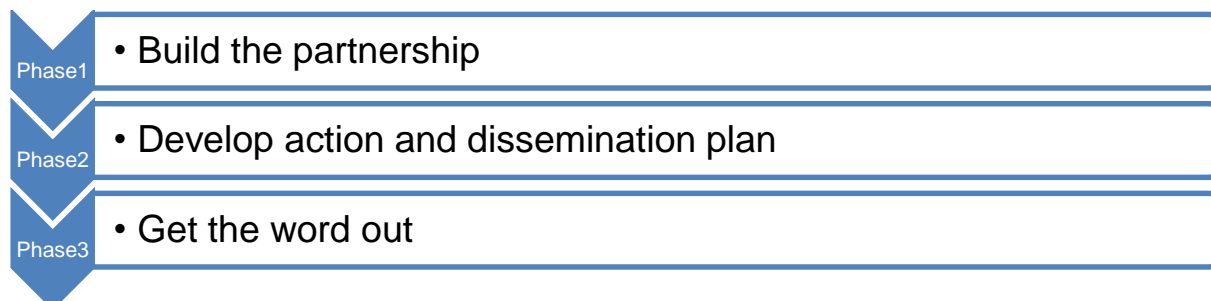 Phase1
• Build the partnership
Phase2
• Develop action and dissemination plan
Phase3
• Get the word out